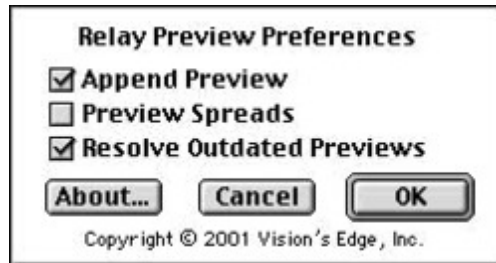 Relay Preview Preferences
Append Preview
Preview Spreads
Resolve Outdated Previews
About... Cancel OK
Copyright © 2001 Vision's Edge, Inc.